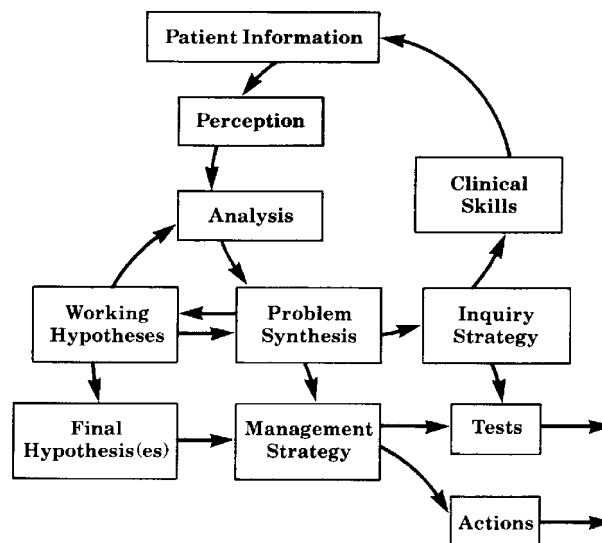 Patient Information
Perception
Clinical
Skills
Analysis
Working
Hypotheses
Problem
Synthesis
Inquiry
Strategy
Final
Hypothesis(es)
Management
Strategy
Tests
Actions